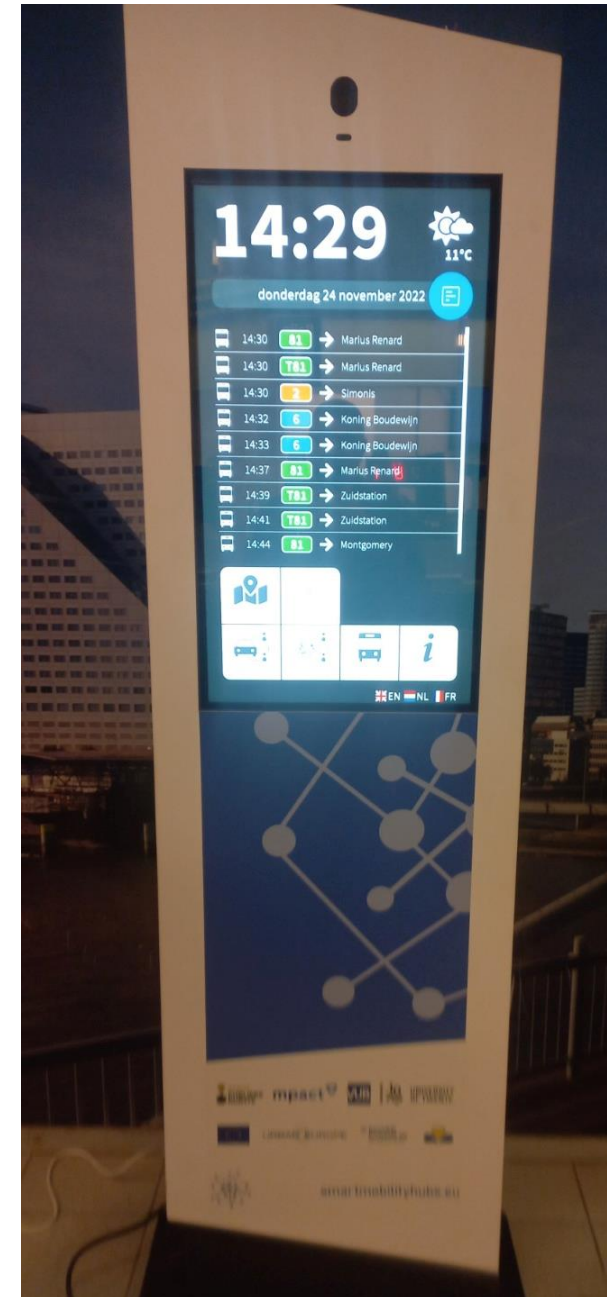 14:29
11°C
donderdag 24 november 2022
14:30 81 Marius Renard
14:30 T81 Marius Renard
14:30 2 Simonis
14:32 6 Koning Boudewijn
14:33 6 Koning Boudewijn
14:37 81 Marius Renard
14:39 T81 Zuidstation
14:41 T81 Zuidstation
14:44 81 Montgomery
i
EN NL FR
mpact
smartmobilityhubs.eu